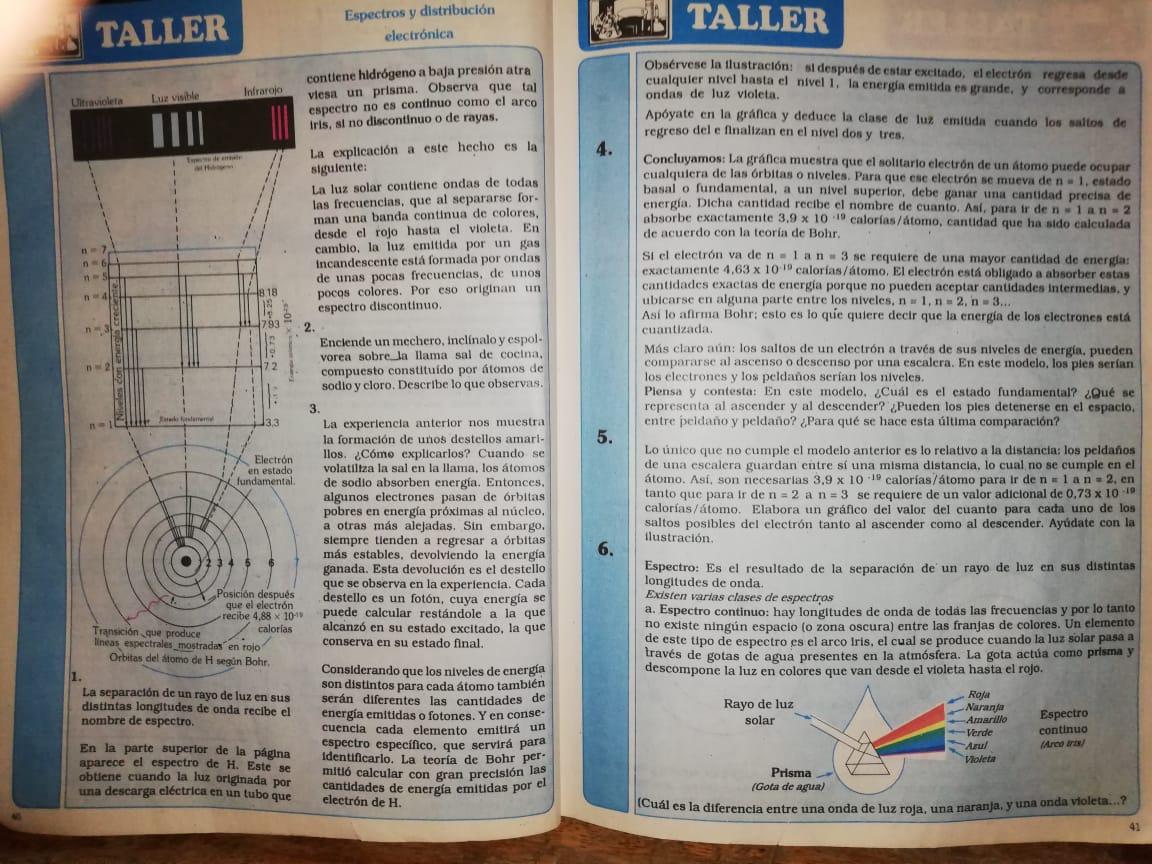 TALLER
Espectros y distribución
electrónica
Ultravioleta
Luz visible
Infrarojo
Espectro de emisión
del Hidrógeno
n = 7
n = 6
n = 5
n = 4
n = 3
n = 2
n = 1
Niveles con energía creciente
8 18
7 93
7 2
3.3
Estado fundamental
Electrón
en estado
fundamental.
2 3 4 5 6 7
Posición después
que el electrón
recibe 4,88 × 10⁻¹⁹
calorías
Transición que produce
líneas espectrales mostradas en rojo
Orbitas del átomo de H según Bohr.
1.
La separación de un rayo de luz en sus
distintas longitudes de onda recibe el
nombre de espectro.
En la parte superior de la página
aparece el espectro de H. Este se
obtiene cuando la luz originada por
una descarga eléctrica en un tubo que
contiene hidrógeno a baja presión atra
viesa un prisma. Observa que tal
espectro no es continuo como el arco
iris, si no discontinuo o de rayas.
La explicación a este hecho es la
siguiente:
La luz solar contiene ondas de todas
las frecuencias, que al separarse for-
man una banda continua de colores,
desde el rojo hasta el violeta. En
cambio, la luz emitida por un gas
incandescente está formada por ondas
de unas pocas frecuencias, de unos
pocos colores. Por eso originan un
espectro discontinuo.
2.
Enciende un mechero, inclínalo y espol-
vorea sobre la llama sal de cocina,
compuesto constituído por átomos de
sodio y cloro. Describe lo que observas.
3.
La experiencia anterior nos muestra
la formación de unos destellos amari-
llos. ¿Cómo explicarlos? Cuando se
volatiliza la sal en la llama, los átomos
de sodio absorben energía. Entonces,
algunos electrones pasan de órbitas
pobres en energía próximas al núcleo,
a otras más alejadas. Sin embargo,
siempre tienden a regresar a órbitas
más estables, devolviendo la energía
ganada. Esta devolución es el destello
que se observa en la experiencia. Cada
destello es un fotón, cuya energía se
puede calcular restándole a la que
alcanzó en su estado excitado, la que
conserva en su estado final.
Considerando que los niveles de energía
son distintos para cada átomo también
serán diferentes las cantidades de
energía emitidas o fotones. Y en conse-
cuencia cada elemento emitirá un
espectro específico, que servirá para
identificarlo. La teoría de Bohr per-
mitió calcular con gran precisión las
cantidades de energía emitidas por el
electrón de H.
40
TALLER
Obsérvese la ilustración: si después de estar excitado, el electrón regresa desde
cualquier nivel hasta el nivel 1, la energía emitida es grande, y corresponde a
ondas de luz violeta.
Apóyate en la gráfica y deduce la clase de luz emitida cuando los saltos de
regreso del e finalizan en el nivel dos y tres.
4.
Concluyamos: La gráfica muestra que el solitario electrón de un átomo puede ocupar
cualquiera de las órbitas o niveles. Para que ese electrón se mueva de n = 1, estado
basal o fundamental, a un nivel superior, debe ganar una cantidad precisa de
energía. Dicha cantidad recibe el nombre de cuanto. Así, para ir de n = 1 a n = 2
absorbe exactamente 3,9 x 10 ⁻¹⁹ calorías/átomo, cantidad que ha sido calculada
de acuerdo con la teoría de Bohr.
Si el electrón va de n = 1 a n = 3 se requiere de una mayor cantidad de energía:
exactamente 4,63 x 10⁻¹⁹ calorías/átomo. El electrón está obligado a absorber estas
cantidades exactas de energía porque no pueden aceptar cantidades intermedias, y
ubicarse en alguna parte entre los niveles, n = 1, n = 2, n = 3...
Así lo afirma Bohr; esto es lo que quiere decir que la energía de los electrones está
cuantizada.
Más claro aún: los saltos de un electrón a través de sus niveles de energía, pueden
compararse al ascenso o descenso por una escalera. En este modelo, los pies serían
los electrones y los peldaños serían los niveles.
Piensa y contesta: En este modelo, ¿Cuál es el estado fundamental? ¿Qué se
representa al ascender y al descender? ¿Pueden los pies detenerse en el espacio,
entre peldaño y peldaño? ¿Para qué se hace esta última comparación?
5.
Lo único que no cumple el modelo anterior es lo relativo a la distancia: los peldaños
de una escalera guardan entre sí una misma distancia, lo cual no se cumple en el
átomo. Así, son necesarias 3,9 x 10 ⁻¹⁹ calorías/átomo para ir de n = 1 a n = 2, en
tanto que para ir de n = 2 a n = 3 se requiere de un valor adicional de 0,73 x 10 ⁻¹⁹
calorías/átomo. Elabora un gráfico del valor del cuanto para cada uno de los
saltos posibles del electrón tanto al ascender como al descender. Ayúdate con la
ilustración.
6.
Espectro: Es el resultado de la separación de un rayo de luz en sus distintas
longitudes de onda.
Existen varias clases de espectros
a. Espectro continuo: hay longitudes de onda de todas las frecuencias y por lo tanto
no existe ningún espacio (o zona oscura) entre las franjas de colores. Un elemento
de este tipo de espectro es el arco iris, el cual se produce cuando la luz solar pasa a
través de gotas de agua presentes en la atmósfera. La gota actúa como prisma y
descompone la luz en colores que van desde el violeta hasta el rojo.
Rayo de luz
solar
Prisma
(Gota de agua)
Roja
Naranja
Amarillo
Verde
Azul
Violeta
Espectro
continuo
(Arco iris)
(Cuál es la diferencia entre una onda de luz roja, una naranja, y una onda violeta...?
41